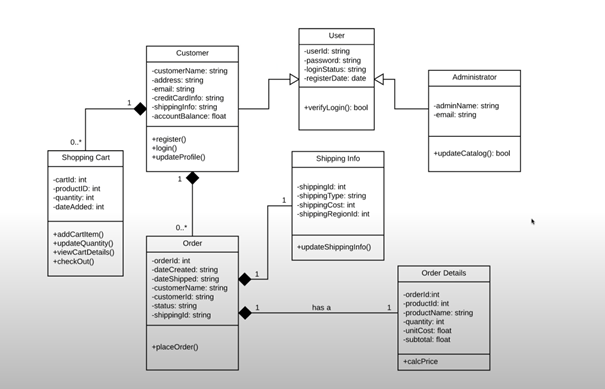 User
-userId: string
-password: string
-loginStatus: string
-registerDate: date
+verifyLogin(): bool
Customer
-customerName: string
-address: string
-email: string
-creditCardInfo: string
-shippingInfo: string
-accountBalance: float
+register()
+login()
+updateProfile()
Administrator
-adminName: string
-email: string
+updateCatalog(): bool
1
0..*
Shopping Cart
-cartId: int
-productID: int
-quantity: int
-dateAdded: int
+addCartItem()
+updateQuantity()
+viewCartDetails()
+checkOut()
1
0..*
Shipping Info
-shippingId: int
-shippingType: string
-shippingCost: int
-shippingRegionId: int
+updateShippingInfo()
1
1
Order
-orderId: int
-dateCreated: string
-dateShipped: string
-customerName: string
-customerId: string
-status: string
-shippingId: string
+placeOrder()
1
has a
1
Order Details
-orderId:int
-productId: int
-productName: string
-quantity: int
-unitCost: float
-subtotal: float
+calcPrice